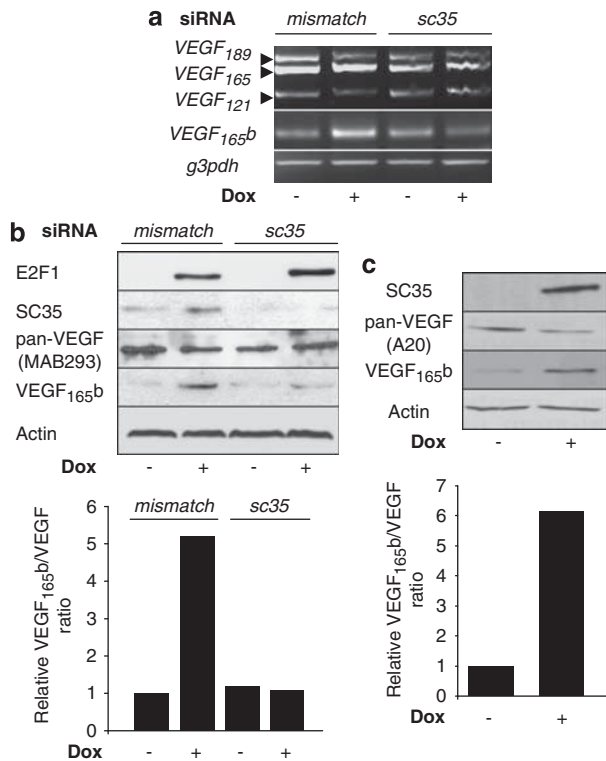 a siRNA mismatch sc35
VEGF189
VEGF165
VEGF121
VEGF165b
g3pdh
Dox - + - +
b siRNA mismatch sc35
E2F1
SC35
pan-VEGF
(MAB293)
VEGF165b
Actin
Dox - + - +
mismatch sc35
Relative VEGF165b/VEGF
ratio
6
5
4
3
2
1
0
Dox - + - +
c
SC35
pan-VEGF
(A20)
VEGF165b
Actin
Dox - +
Relative VEGF165b/VEGF
ratio
7
6
5
4
3
2
1
0
Dox - +